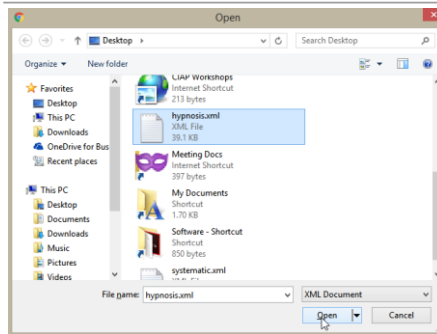 Open
Desktop
Search Desktop
Organize New folder
Favorites
Desktop
This PC
Downloads
OneDrive for Bus
Recent places
This PC
Desktop
Documents
Downloads
Music
Pictures
Videos
CIAP Workshops
Internet Shortcut
213 bytes
hypnosis.xml
XML File
39.1 KB
Meeting Docs
Internet Shortcut
397 bytes
My Documents
Shortcut
1.70 KB
Software - Shortcut
Shortcut
850 bytes
systematic.xml
File name: hypnosis.xml XML Document
Open Cancel